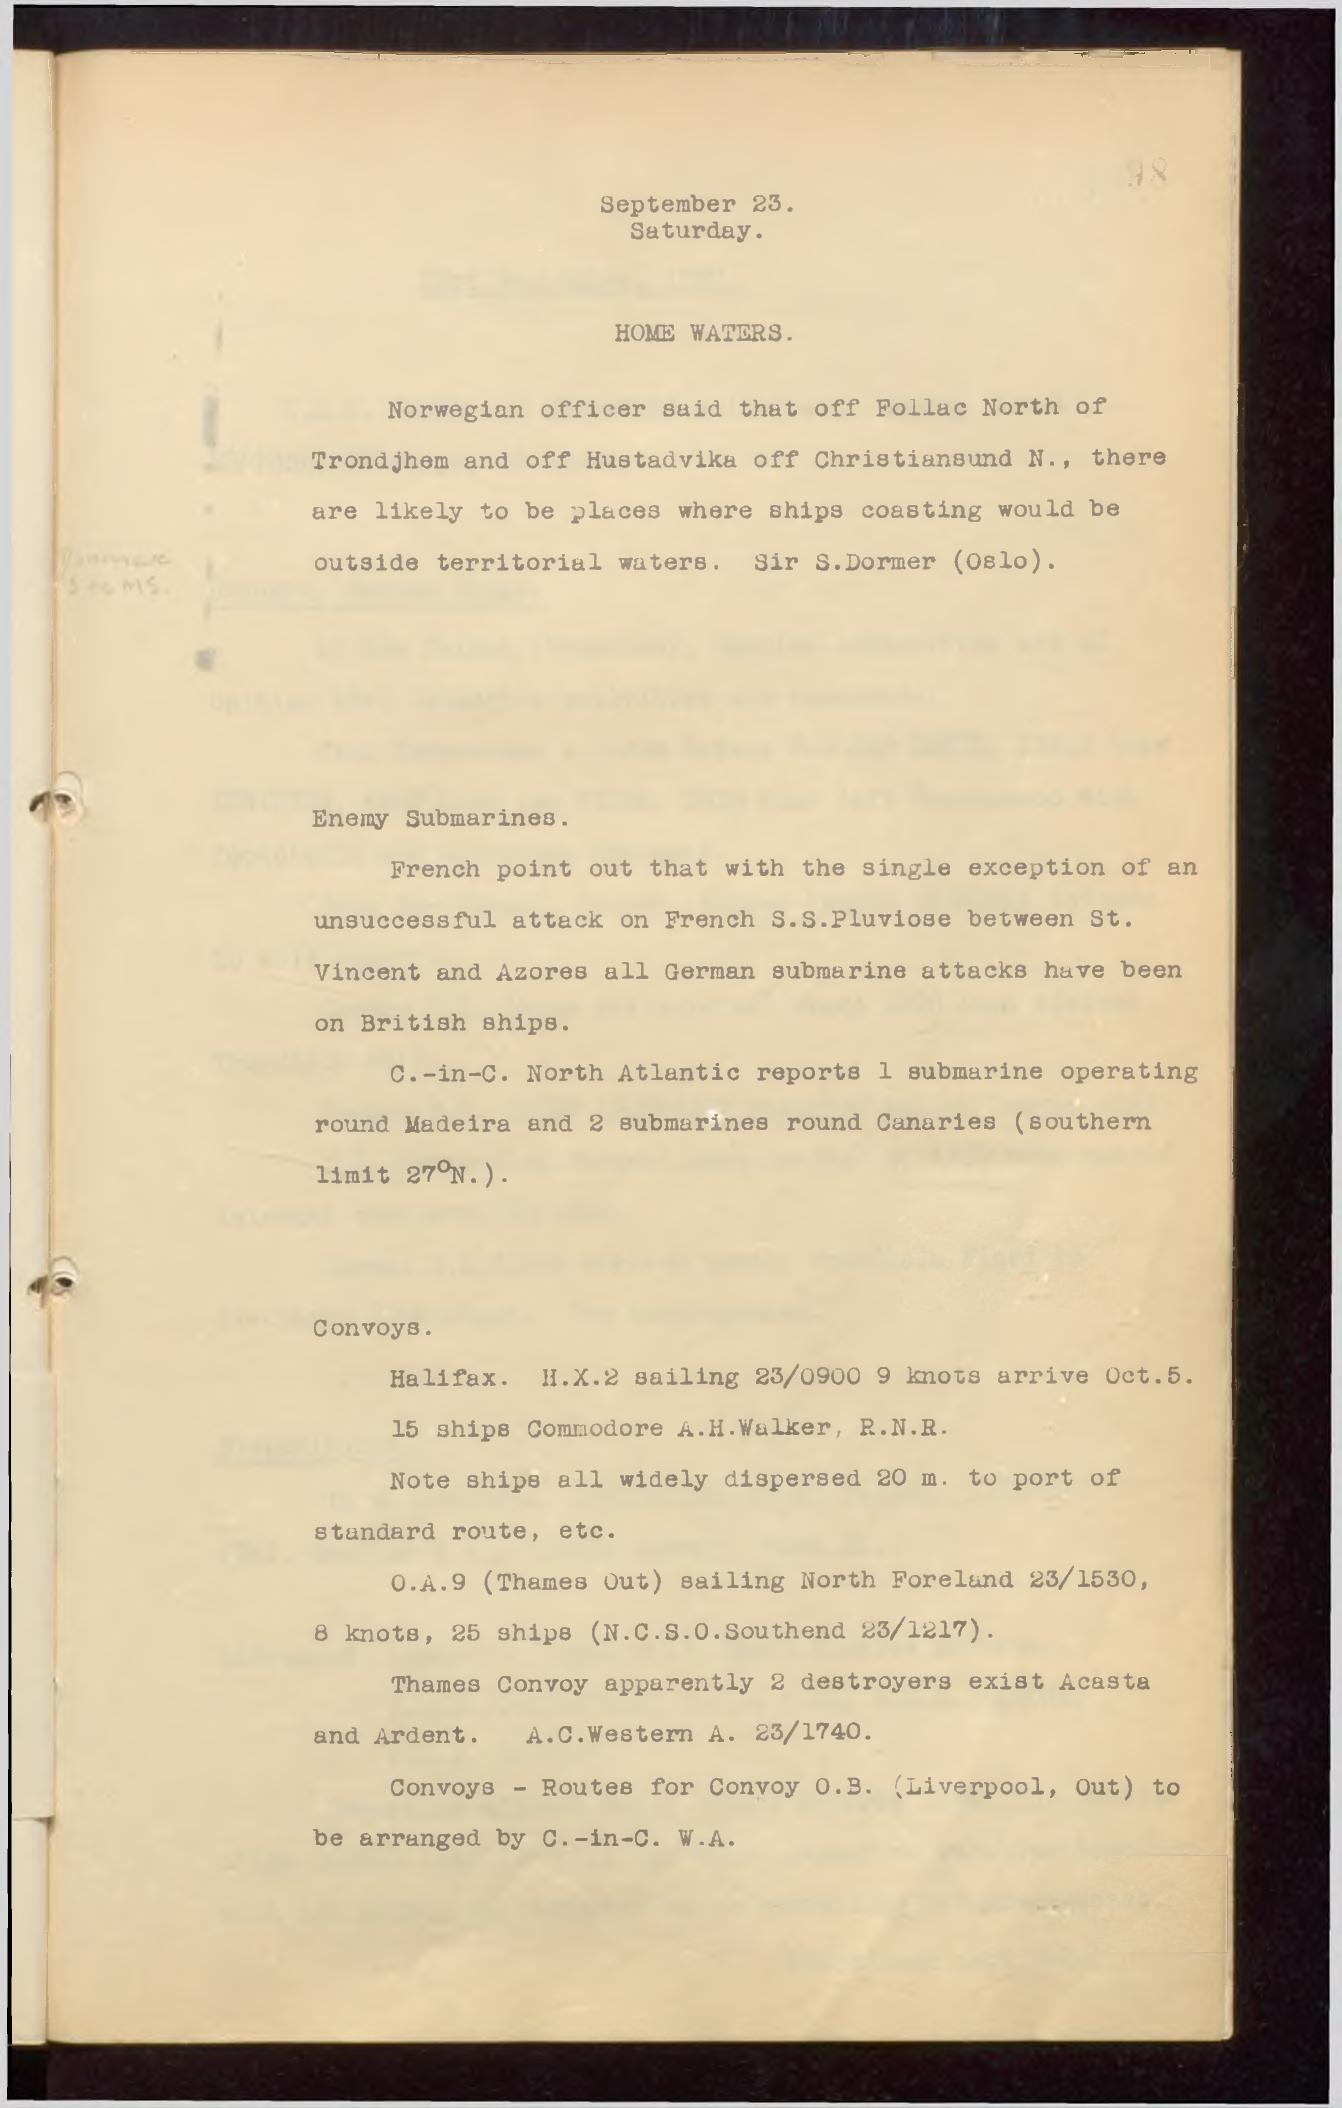 98
September 23.
Saturday.
HOME WATERS.
Norwegian officer said that off Follac North of
Trondjhem and off Hustadvika off Christiansund N., there
are likely to be places where ships coasting would be
outside territorial waters.  Sir S.Dormer (Oslo).
See MS.
Enemy Submarines.
French point out that with the single exception of an
unsuccessful attack on French S.S.Pluviose between St.
Vincent and Azores all German submarine attacks have been
on British ships.
C.-in-C. North Atlantic reports 1 submarine operating
round Madeira and 2 submarines round Canaries (southern
limit 27°N.).
Convoys.
Halifax.  H.X.2 sailing 23/0900 9 knots arrive Oct.5.
15 ships Commodore A.H.Walker, R.N.R.
Note ships all widely dispersed 20 m. to port of
standard route, etc.
O.A.9 (Thames Out) sailing North Foreland 23/1530,
8 knots, 25 ships (N.C.S.O.Southend 23/1217).
Thames Convoy apparently 2 destroyers exist Acasta
and Ardent.   A.C.Western A. 23/1740.
Convoys - Routes for Convoy O.B. (Liverpool, Out) to
be arranged by C.-in-C. W.A.